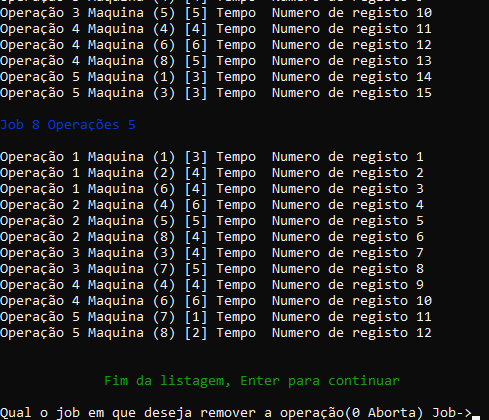 Operação 3 Maquina (5) [5] Tempo  Numero de registo 10
Operação 4 Maquina (4) [4] Tempo  Numero de registo 11
Operação 4 Maquina (6) [6] Tempo  Numero de registo 12
Operação 4 Maquina (8) [5] Tempo  Numero de registo 13
Operação 5 Maquina (1) [3] Tempo  Numero de registo 14
Operação 5 Maquina (3) [3] Tempo  Numero de registo 15
Job 8 Operações 5
Operação 1 Maquina (1) [3] Tempo  Numero de registo 1
Operação 1 Maquina (2) [4] Tempo  Numero de registo 2
Operação 1 Maquina (6) [4] Tempo  Numero de registo 3
Operação 2 Maquina (4) [6] Tempo  Numero de registo 4
Operação 2 Maquina (5) [5] Tempo  Numero de registo 5
Operação 2 Maquina (8) [4] Tempo  Numero de registo 6
Operação 3 Maquina (3) [4] Tempo  Numero de registo 7
Operação 3 Maquina (7) [5] Tempo  Numero de registo 8
Operação 4 Maquina (4) [4] Tempo  Numero de registo 9
Operação 4 Maquina (6) [6] Tempo  Numero de registo 10
Operação 5 Maquina (7) [1] Tempo  Numero de registo 11
Operação 5 Maquina (8) [2] Tempo  Numero de registo 12
Fim da listagem, Enter para continuar
Qual o job em que deseja remover a operação(0 Aborta) Job->_